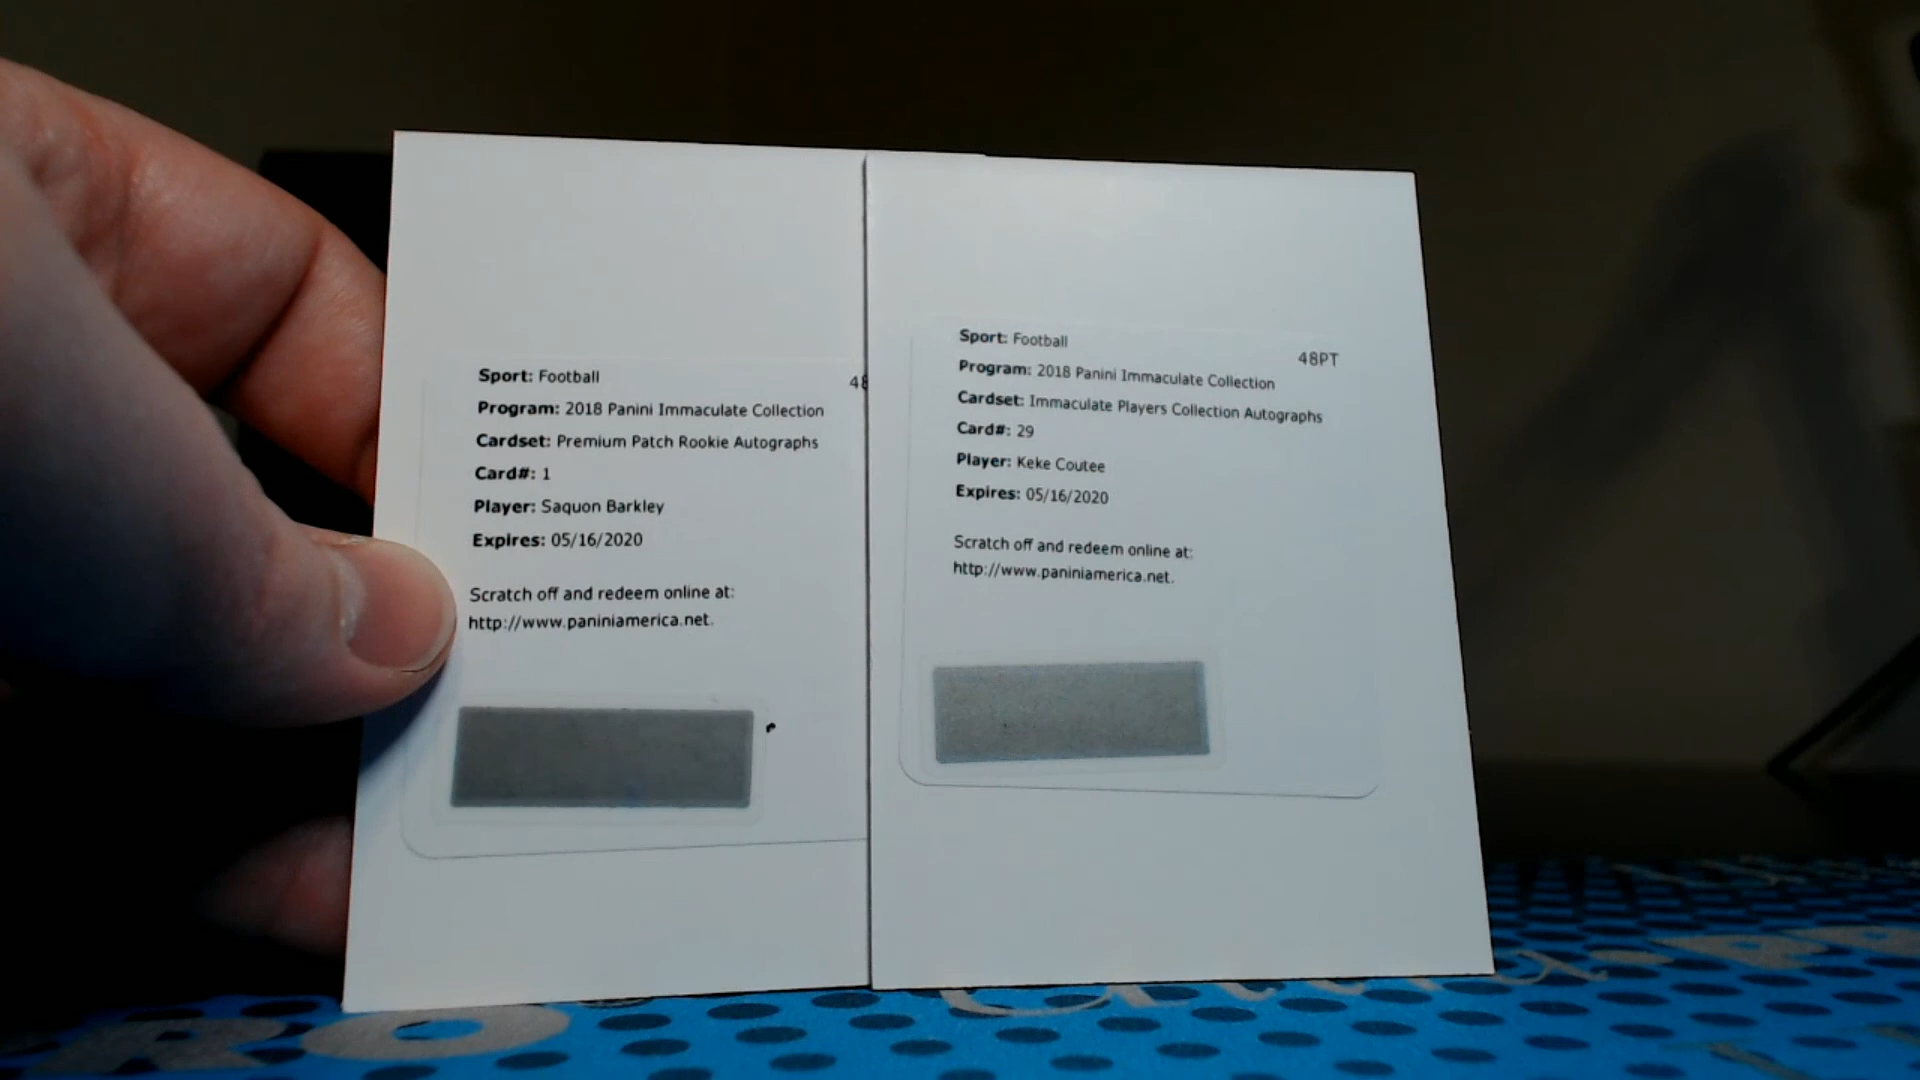 Sport: Football
Program: 2018 Panini Immaculate Collection
Cardset: Premium Patch Rookie Autographs
Card#: 1
Player: Saquon Barkley
Expires: 05/16/2020
Scratch off and redeem online at:
http://www.paniniamerica.net.
48
Sport: Football
48PT
Program: 2018 Panini Immaculate Collection
Cardset: Immaculate Players Collection Autographs
Card#: 29
Player: Keke Coutee
Expires: 05/16/2020
Scratch off and redeem online at:
http://www.paniniamerica.net.